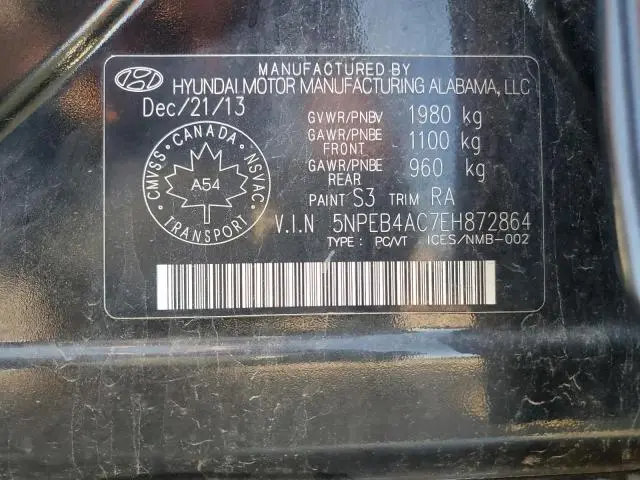 MANUFACTURED BY
HYUNDAI MOTOR MANUFACTURING ALABAMA, LLC
Dec/21/13
GVWR/PNBV 1980 kg
GAWR/PNBE FRONT 1100 kg
GAWR/PNBE REAR 960 kg
PAINT S3 TRIM RA
CMVSS · CANADA · NSVAC
A54
· TRANSPORT ·
V.I.N 5NPEB4AC7EH872864
TYPE : PC/VT ICES/NMB-002